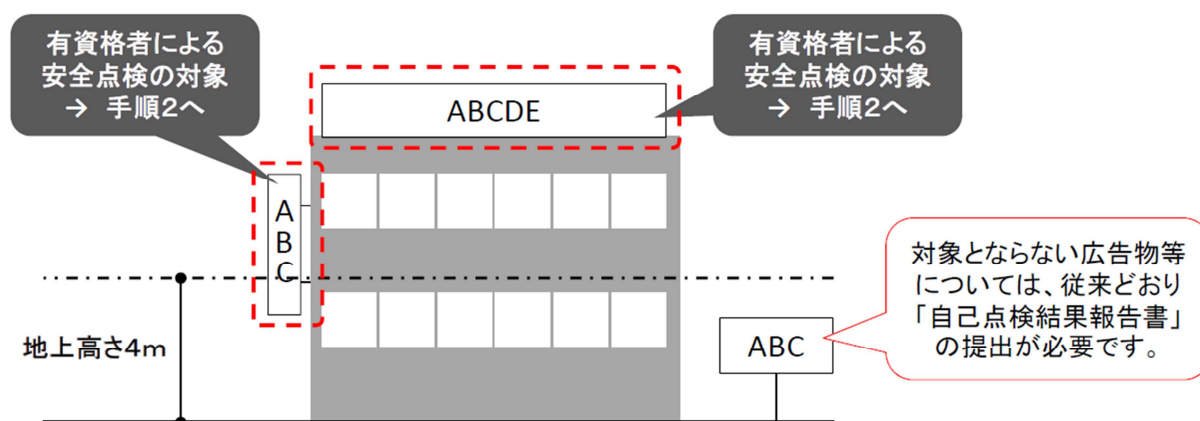 有資格者による
安全点検の対象
→ 手順2へ
有資格者による
安全点検の対象
→ 手順2へ
ABCDE
A
B
C
地上高さ4m
ABC
対象とならない広告物等
については、従来どおり
「自己点検結果報告書」
の提出が必要です。